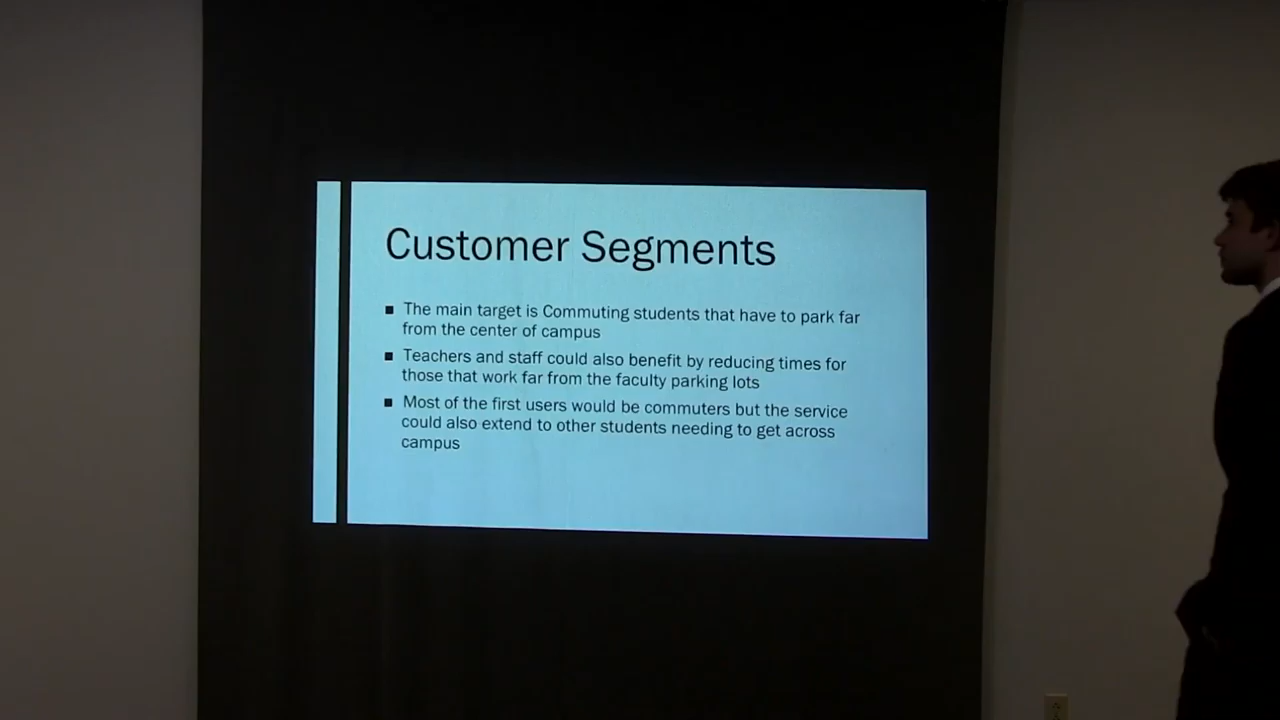 Customer Segments
The main target is Commuting students that have to park far
from the center of campus
Teachers and staff could also benefit by reducing times for
those that work far from the faculty parking lots
Most of the first users would be commuters but the service
could also extend to other students needing to get across
campus